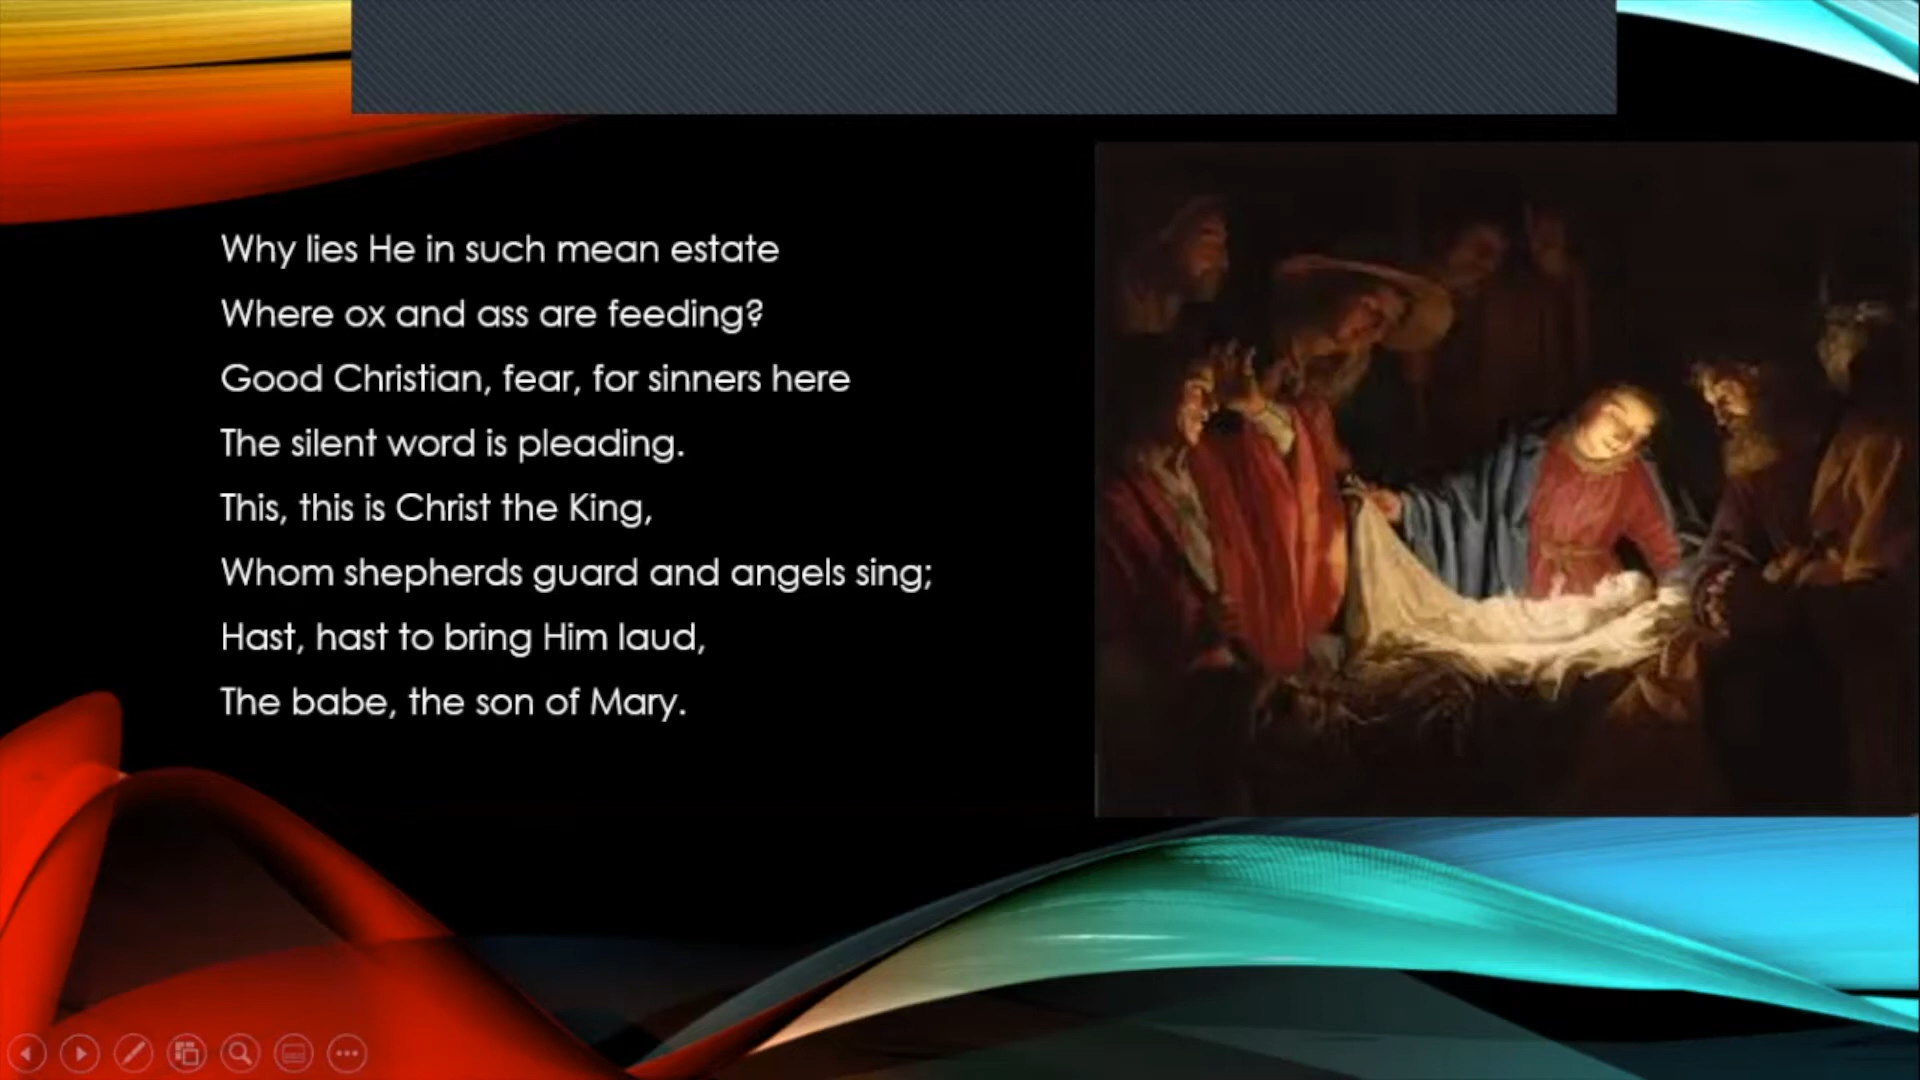 Why lies He in such mean estate
Where ox and ass are feeding?
Good Christian, fear, for sinners here
The silent word is pleading.
This, this is Christ the King,
Whom shepherds guard and angels sing;
Hast, hast to bring Him laud,
The babe, the son of Mary.